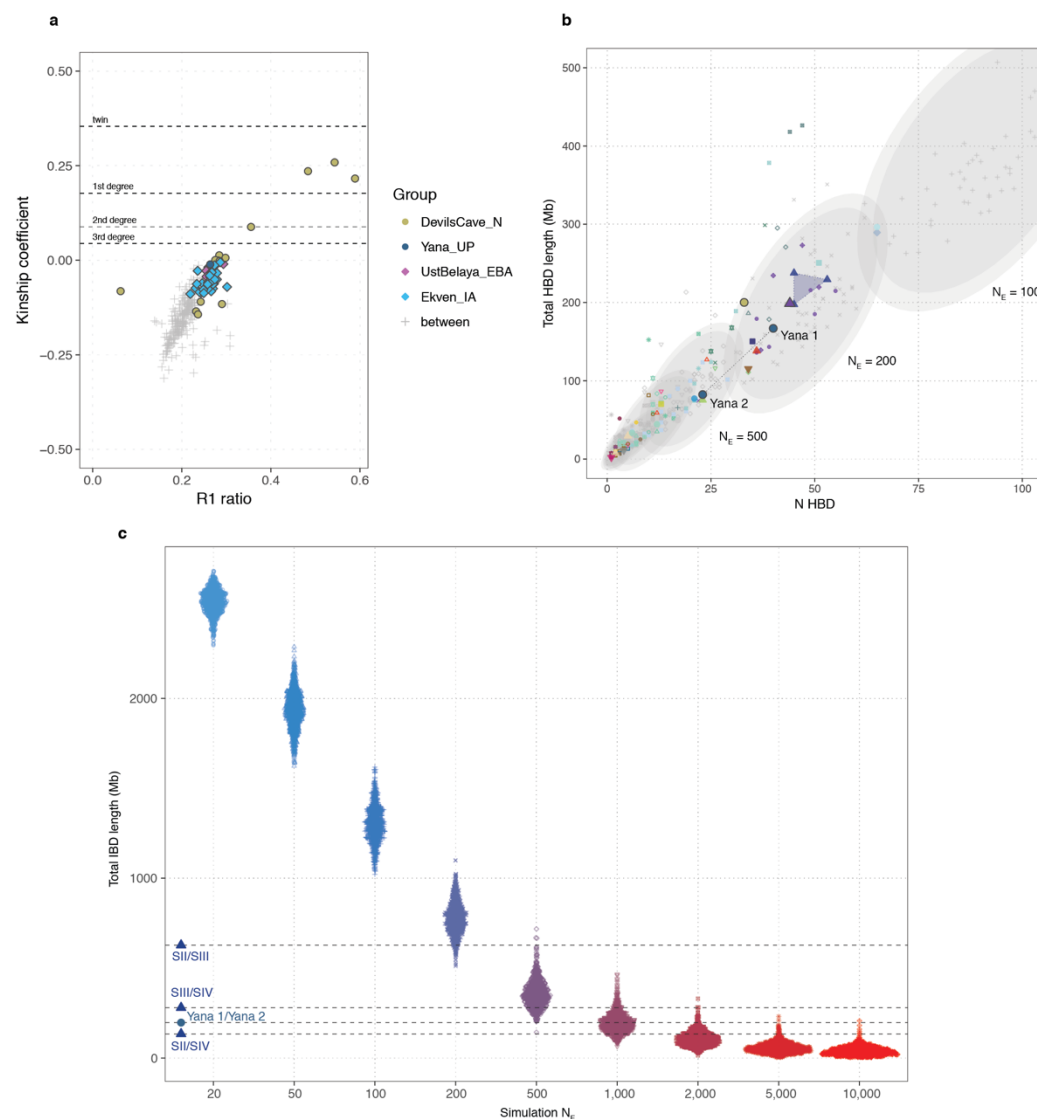 a
0.50
0.25
0.00
−0.25
−0.50
Kinship coefficient
twin
1st degree
2nd degree
3rd degree
0.0
0.2
0.4
0.6
R1 ratio
Group
DevilsCave_N
Yana_UP
UstBelaya_EBA
Ekven_IA
between
b
500
400
300
200
100
0
Total HBD length (Mb)
NE = 100
NE = 200
Yana 1
Yana 2
NE = 500
0
25
50
75
100
N HBD
c
2000
1000
0
Total IBD length (Mb)
SII/SIII
SIII/SIV
Yana 1/Yana 2
SII/SIV
20
50
100
200
500
1,000
2,000
5,000
10,000
Simulation NE